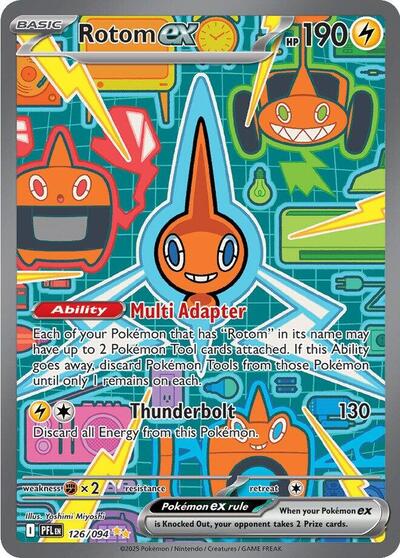 BASIC Rotom ex HP 190
Ability Multi Adapter
Each of your Pokémon that has "Rotom" in its name may
have up to 2 Pokémon Tool cards attached. If this Ability
goes away, discard Pokémon Tools from those Pokémon
until only 1 remains on each.
Thunderbolt 130
Discard all Energy from this Pokémon.
weakness ×2 resistance retreat
Illus. Yoshimi Miyoshi
Pokémon ex rule When your Pokémon ex
is Knocked Out, your opponent takes 2 Prize cards.
I PFL EN 126/094
©2025 Pokémon / Nintendo / Creatures / GAME FREAK